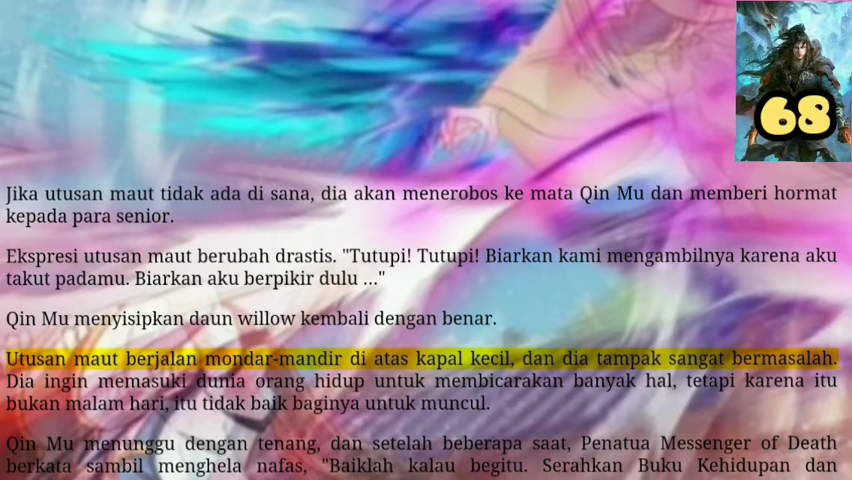 68
Jika utusan maut tidak ada di sana, dia akan menerobos ke mata Qin Mu dan memberi hormat
kepada para senior.
Ekspresi utusan maut berubah drastis. "Tutupi! Tutupi! Biarkan kami mengambilnya karena aku
takut padamu. Biarkan aku berpikir dulu ..."
Qin Mu menyisipkan daun willow kembali dengan benar.
Utusan maut berjalan mondar-mandir di atas kapal kecil, dan dia tampak sangat bermasalah.
Dia ingin memasuki dunia orang hidup untuk membicarakan banyak hal, tetapi karena itu
bukan malam hari, itu tidak baik baginya untuk muncul.
Qin Mu menunggu dengan tenang, dan setelah beberapa saat, Penatua Messenger of Death
berkata sambil menghela nafas, "Baiklah kalau begitu. Serahkan Buku Kehidupan dan